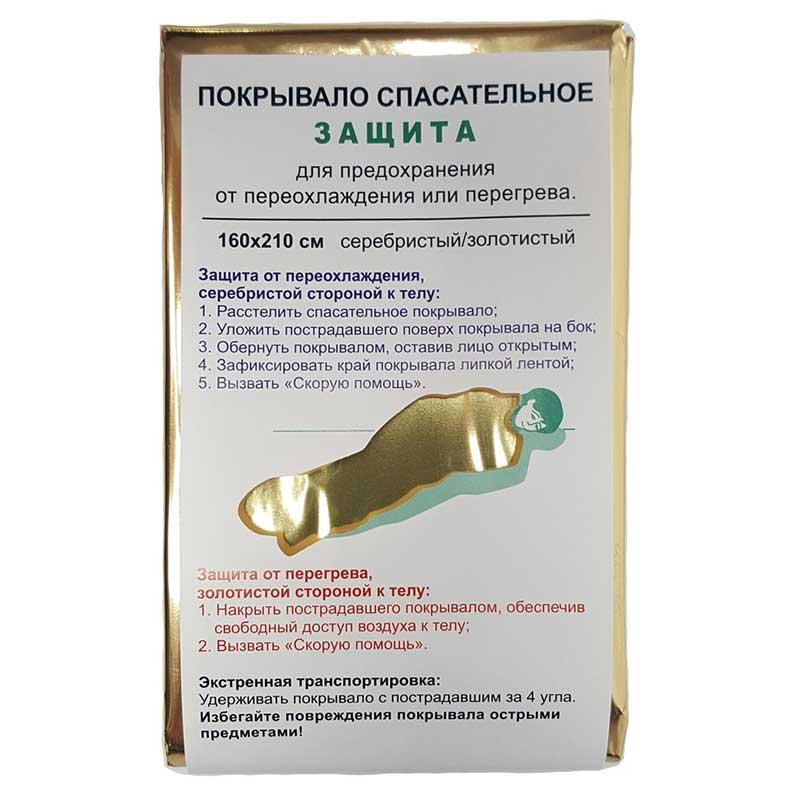 ПОКРЫВАЛО СПАСАТЕЛЬНОЕ
ЗАЩИТА
для предохранения
от переохлаждения или перегрева.
160x210 см серебристый/золотистый
Защита от переохлаждения,
серебристой стороной к телу:
1. Расстелить спасательное покрывало;
2. Уложить пострадавшего поверх покрывала на бок;
3. Обернуть покрывалом, оставив лицо открытым;
4. Зафиксировать край покрывала липкой лентой;
5. Вызвать «Скорую помощь».
Защита от перегрева,
золотистой стороной к телу:
1. Накрыть пострадавшего покрывалом, обеспечив
свободный доступ воздуха к телу;
2. Вызвать «Скорую помощь».
Экстренная транспортировка:
Удерживать покрывало с пострадавшим за 4 угла.
Избегайте повреждения покрывала острыми
предметами!